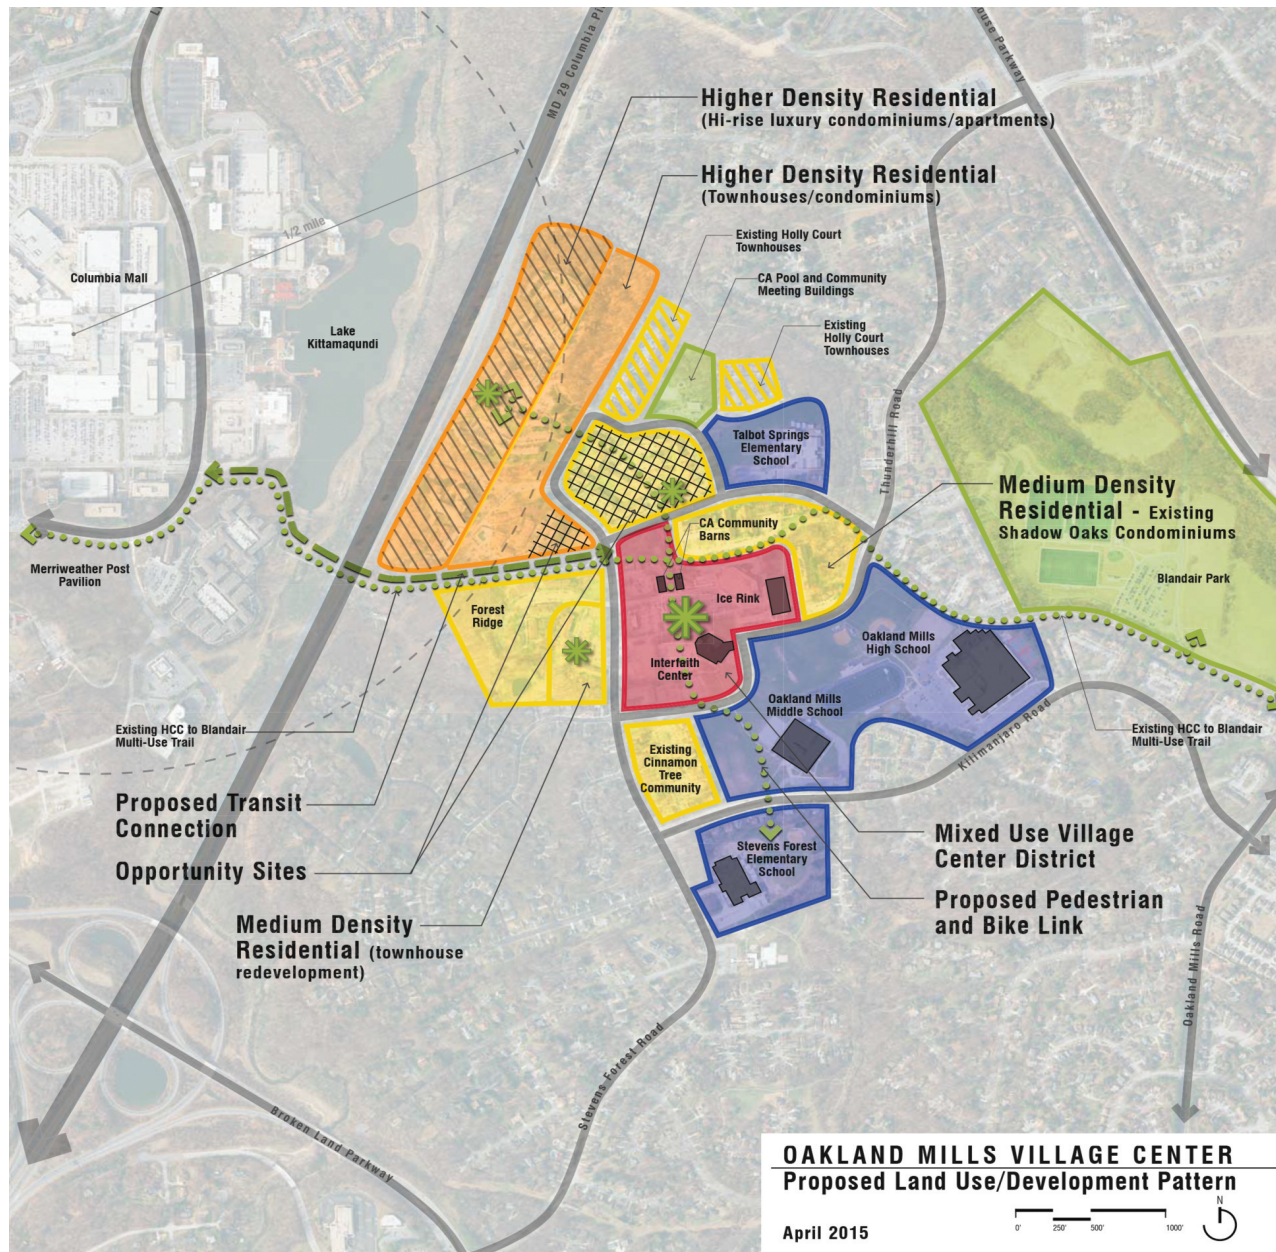 MD 29 Columbia Pi
ouse Parkway
Higher Density Residential
(Hi-rise luxury condominiums/apartments)
Higher Density Residential
(Townhouses/condominiums)
1/2 mile
Existing Holly Court
Townhouses
Columbia Mall
CA Pool and Community
Meeting Buildings
Lake
Kittamaqundi
Existing
Holly Court
Townhouses
Thunderhill Road
Talbot Springs
Elementary
School
Medium Density
Residential - Existing
Shadow Oaks Condominiums
CA Community
Barns
Merriweather Post
Pavilion
Blandair Park
Forest
Ridge
Ice Rink
Oakland Mills
High School
Interfaith
Center
Oakland Mills
Middle School
Existing HCC to Blandair
Multi-Use Trail
Existing HCC to Blandair
Multi-Use Trail
Kilimanjaro Road
Existing
Cinnamon
Tree
Community
Proposed Transit
Connection
Opportunity Sites
Mixed Use Village
Center District
Stevens Forest
Elementary
School
Proposed Pedestrian
and Bike Link
Medium Density
Residential (townhouse
redevelopment)
Oakland Mills Road
Stevens Forest Road
Broken Land Parkway
OAKLAND MILLS VILLAGE CENTER
Proposed Land Use/Development Pattern
April 2015
N
0' 250' 500' 1000'